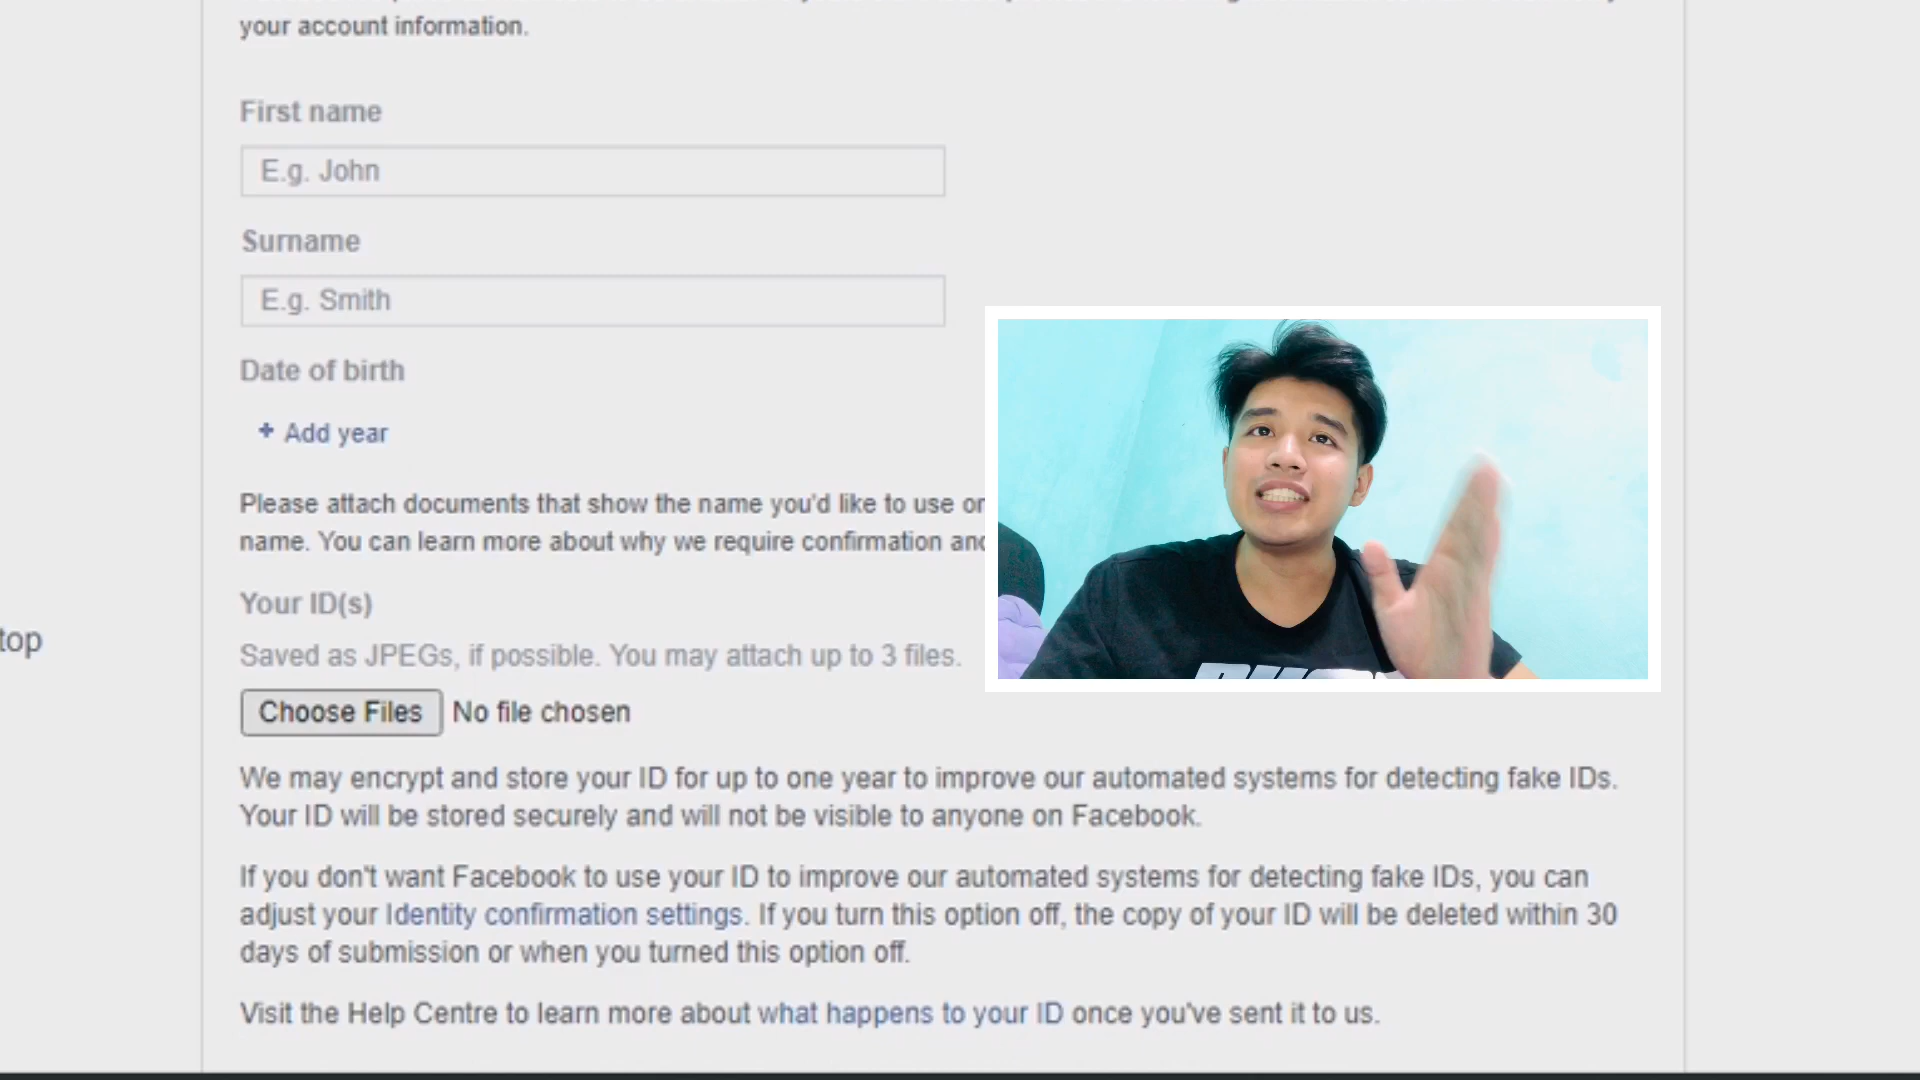 your account information.
First name
E.g. John
Surname
E.g. Smith
Date of birth
+ Add year
Please attach documents that show the name you'd like to use or
name. You can learn more about why we require confirmation and
Your ID(s)
top
Saved as JPEGs, if possible. You may attach up to 3 files.
Choose Files No file chosen
We may encrypt and store your ID for up to one year to improve our automated systems for detecting fake IDs.
Your ID will be stored securely and will not be visible to anyone on Facebook.
If you don't want Facebook to use your ID to improve our automated systems for detecting fake IDs, you can
adjust your Identity confirmation settings. If you turn this option off, the copy of your ID will be deleted within 30
days of submission or when you turned this option off.
Visit the Help Centre to learn more about what happens to your ID once you've sent it to us.